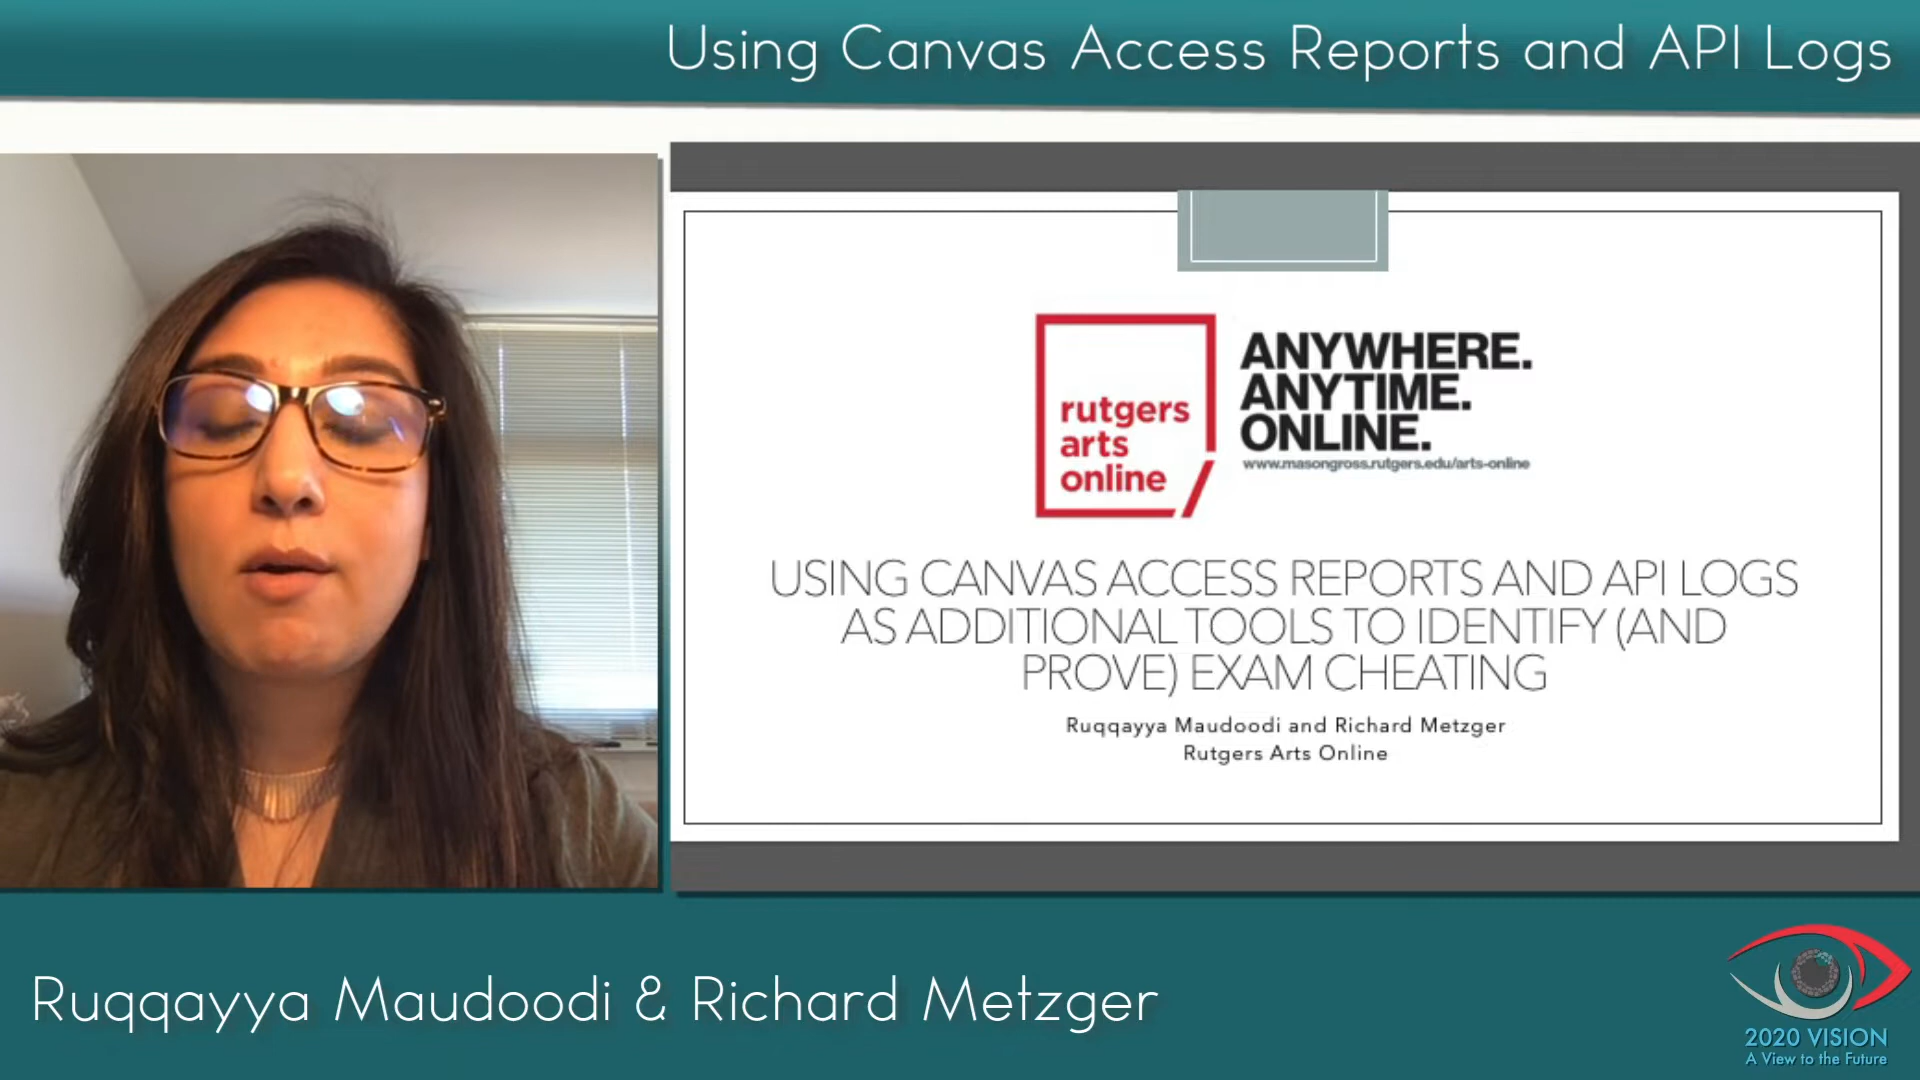 Using Canvas Access Reports and API Logs
rutgers
arts
online
ANYWHERE.
ANYTIME.
ONLINE.
www.masongross.rutgers.edu/arts-online
USING CANVAS ACCESS REPORTS AND API LOGS
AS ADDITIONAL TOOLS TO IDENTIFY (AND
PROVE) EXAM CHEATING
Ruqqayya Maudoodi and Richard Metzger
Rutgers Arts Online
Ruqqayya Maudoodi & Richard Metzger
2020 VISION
A View to the Future